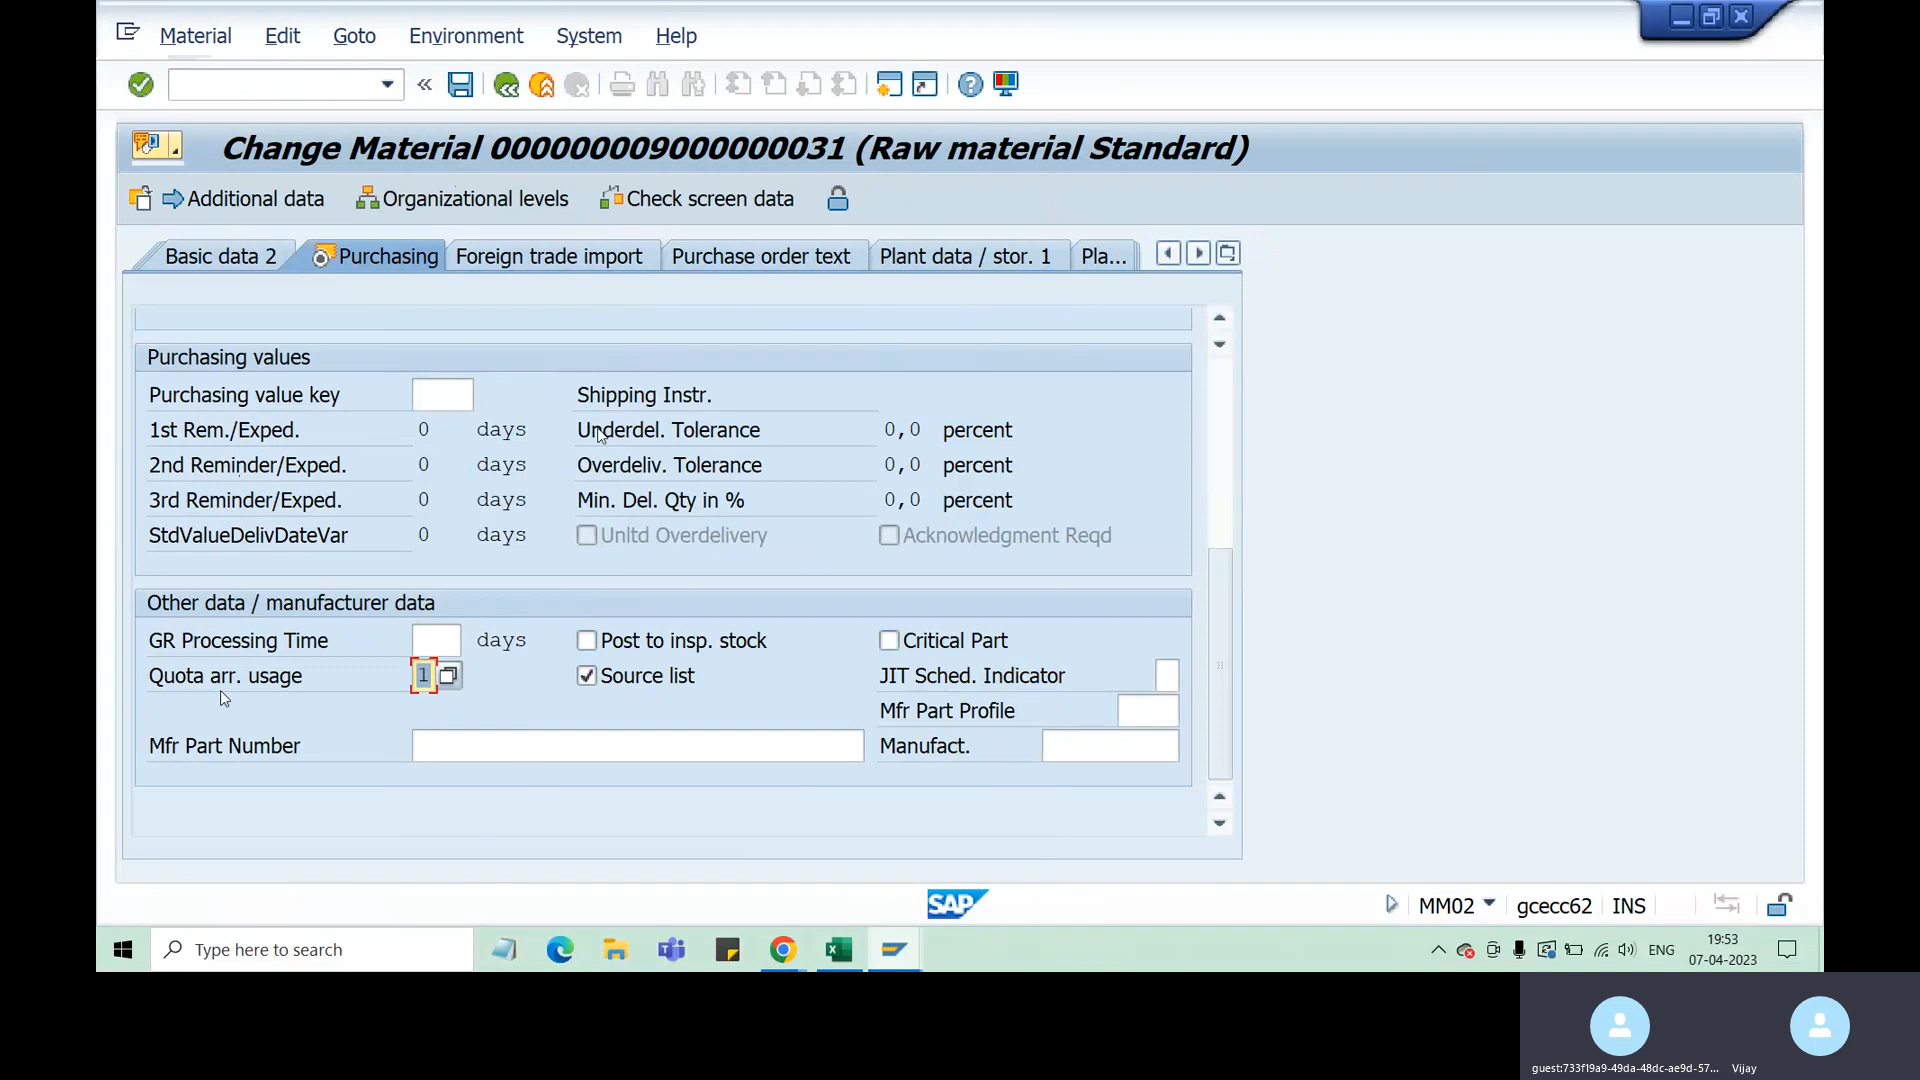 Material Edit Goto Environment System Help
Change Material 000000009000000031 (Raw material Standard)
Additional data Organizational levels Check screen data
Basic data 2 Purchasing Foreign trade import Purchase order text Plant data / stor. 1 Pla...
Purchasing values
Purchasing value key Shipping Instr.
1st Rem./Exped. 0 days Underdel. Tolerance 0,0 percent
2nd Reminder/Exped. 0 days Overdeliv. Tolerance 0,0 percent
3rd Reminder/Exped. 0 days Min. Del. Qty in % 0,0 percent
StdValueDelivDateVar 0 days Unltd Overdelivery Acknowledgment Reqd
Other data / manufacturer data
GR Processing Time days Post to insp. stock Critical Part
Quota arr. usage 1 Source list JIT Sched. Indicator
Mfr Part Profile
Mfr Part Number Manufact.
SAP MM02 gcecc62 INS
Type here to search ENG 19:53
07-04-2023
guest:733f19a9-49da-48dc-ae9d-57... Vijay